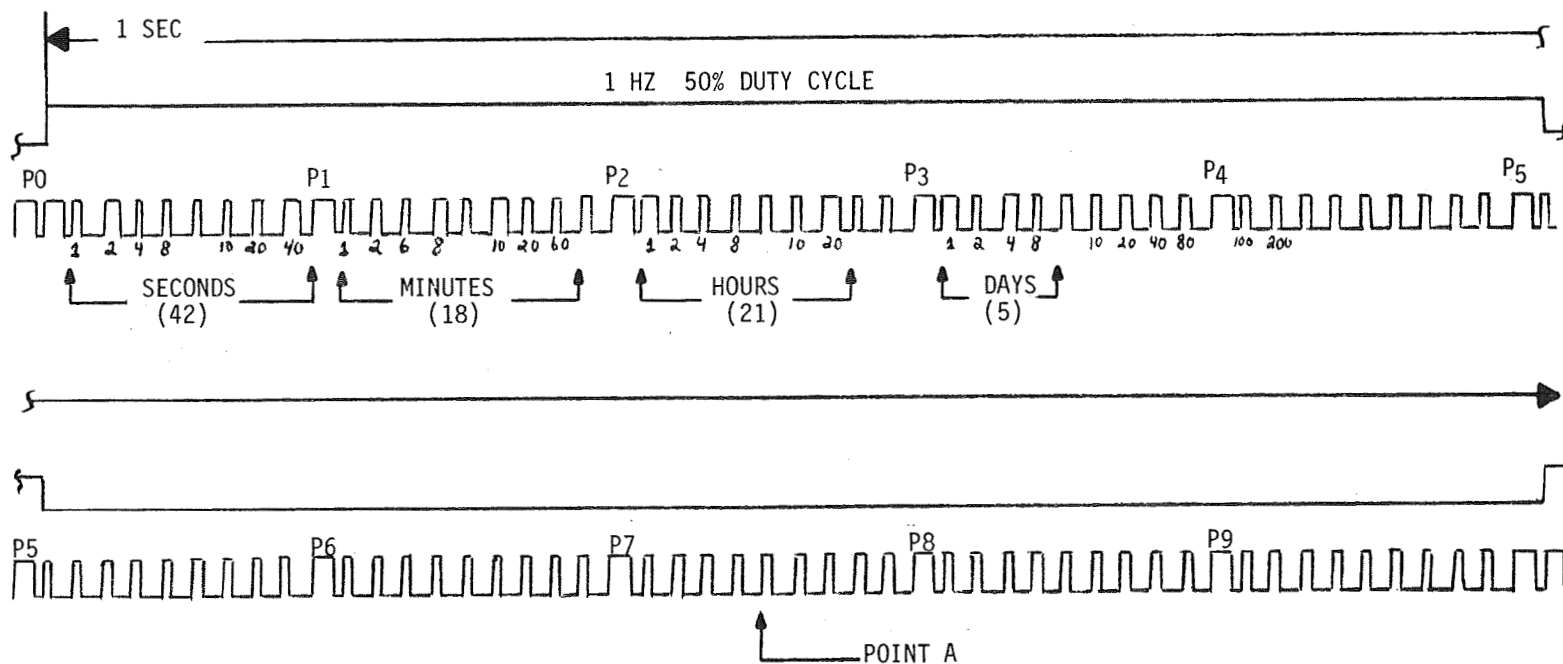 1 SEC
1 HZ 50% DUTY CYCLE
P0 P1 P2 P3 P4 P5
1 2 4 8 10 20 40 1 2 6 8 10 20 60 1 2 4 8 10 20 1 2 4 8 10 20 40 80 100 200
SECONDS MINUTES HOURS DAYS
(42) (18) (21) (5)
P5 P6 P7 P8 P9
POINT A